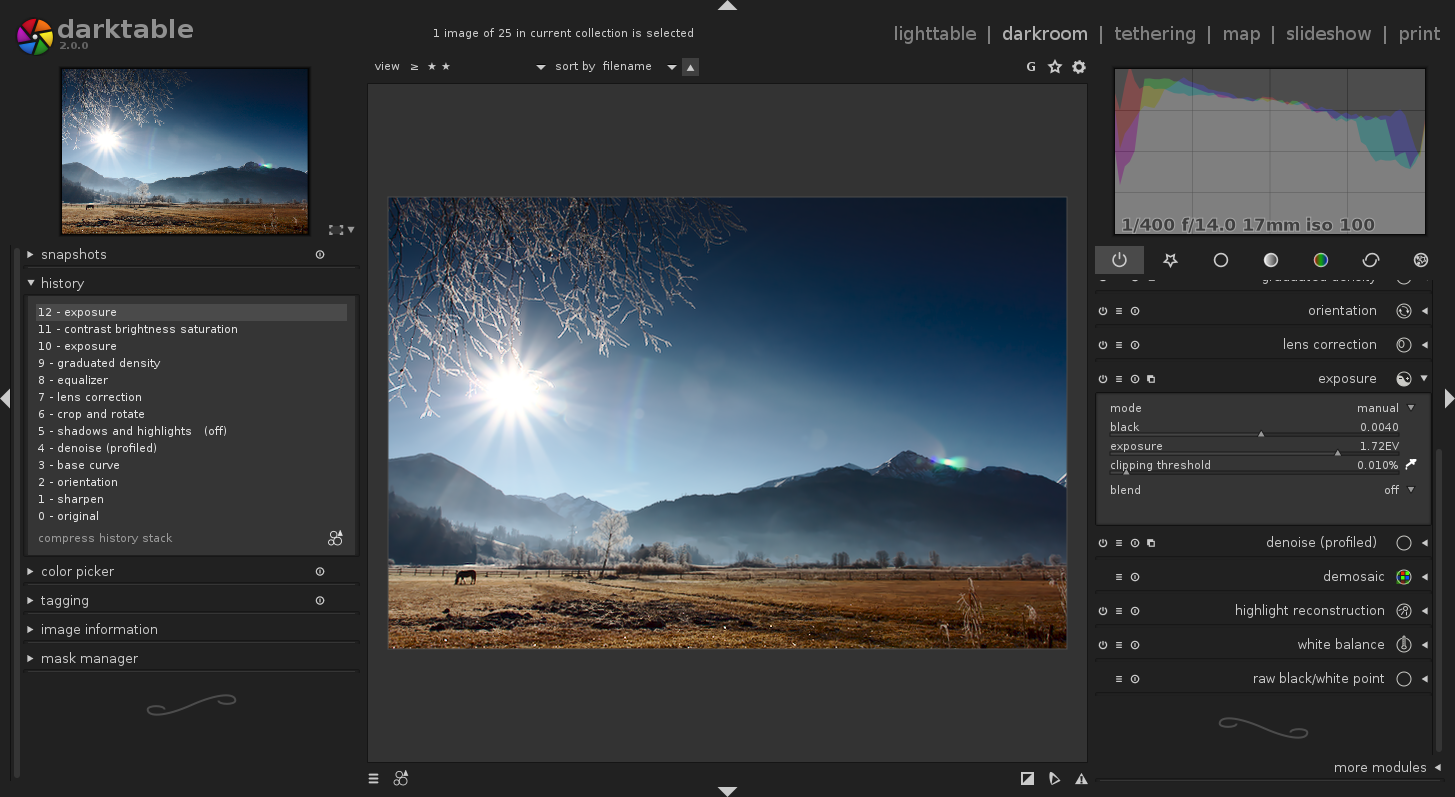 darktable
2.0.0
1 image of 25 in current collection is selected
lighttable | darkroom | tethering | map | slideshow | print
view ≥ ★ ★ sort by filename
G
1/400 f/14.0 17mm iso 100
snapshots
history
12 - exposure
11 - contrast brightness saturation
10 - exposure
9 - graduated density
8 - equalizer
7 - lens correction
6 - crop and rotate
5 - shadows and highlights (off)
4 - denoise (profiled)
3 - base curve
2 - orientation
1 - sharpen
0 - original
compress history stack
color picker
tagging
image information
mask manager
graduated density
orientation
lens correction
exposure
mode manual
black 0.0040
exposure 1.72EV
clipping threshold 0.010%
blend off
denoise (profiled)
demosaic
highlight reconstruction
white balance
raw black/white point
more modules